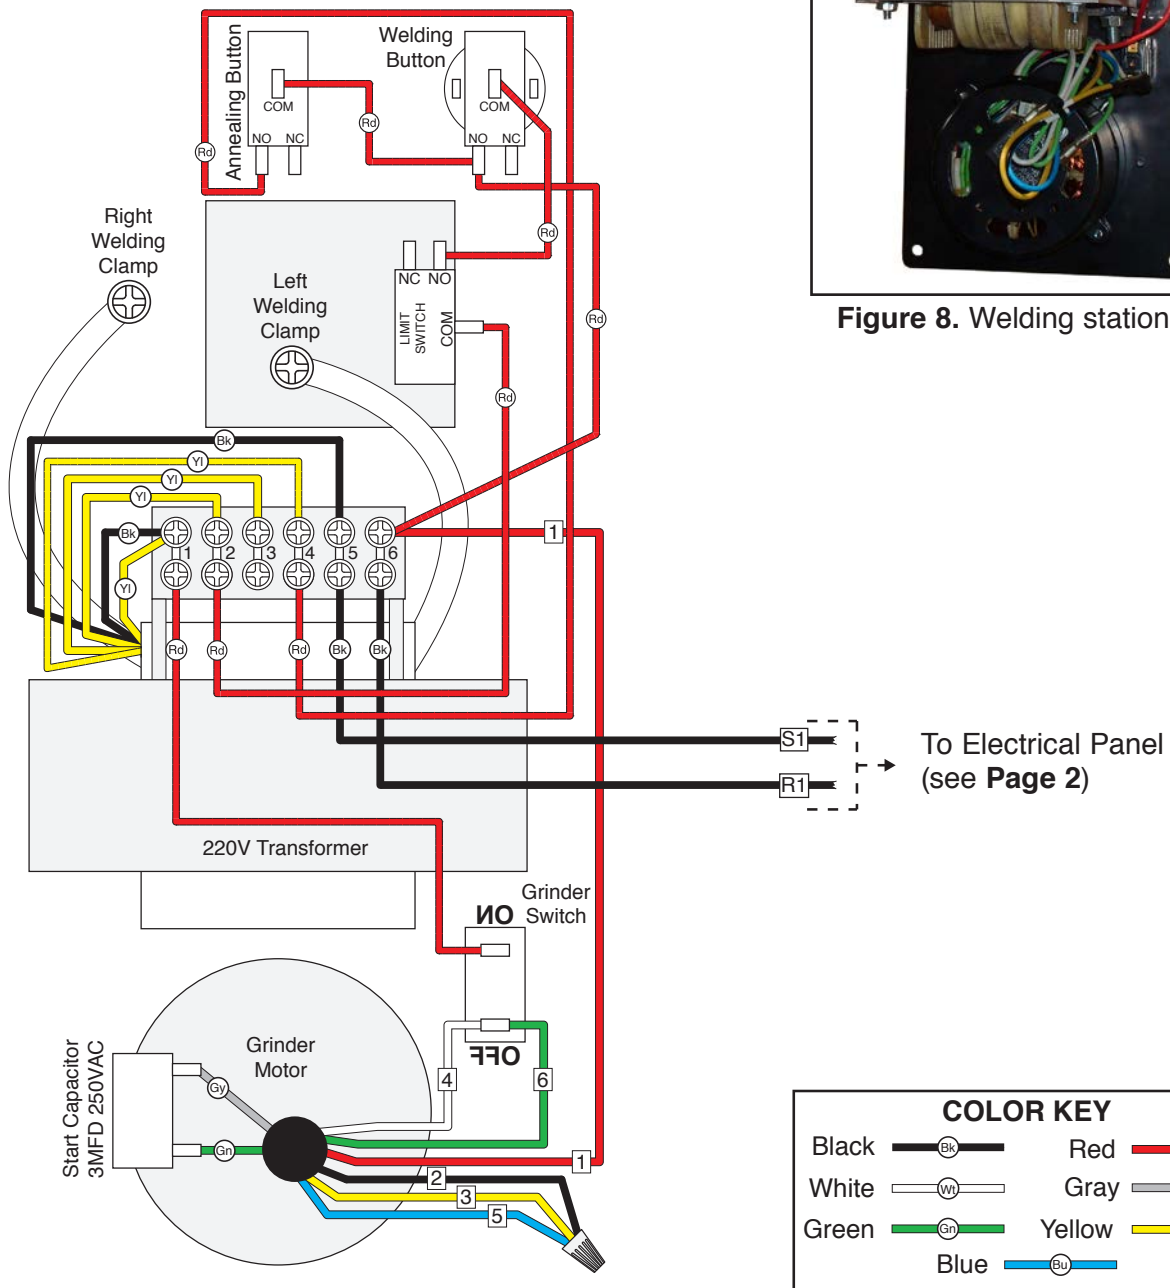 Annealing Button
Welding
Button
COM
COM
NO NC
NO NC
Rd
Rd
Rd
Rd
Rd
Right
Welding
Clamp
Left
Welding
Clamp
NC NO
LIMIT
SWITCH
COM
Figure 8. Welding station
Bk
Yl
Yl
Yl
Bk
Yl
1 2 3 4 5 6
1
Rd Rd Rd Bk Bk
S1
R1
To Electrical Panel
(see Page 2)
220V Transformer
Grinder
Switch
ON
OFF
Start Capacitor
3MFD 250VAC
Grinder
Motor
Gy
Gn
4
6
1
2
3
5
COLOR KEY
Black Bk Red
White Wt Gray
Green Gn Yellow
Blue Bu